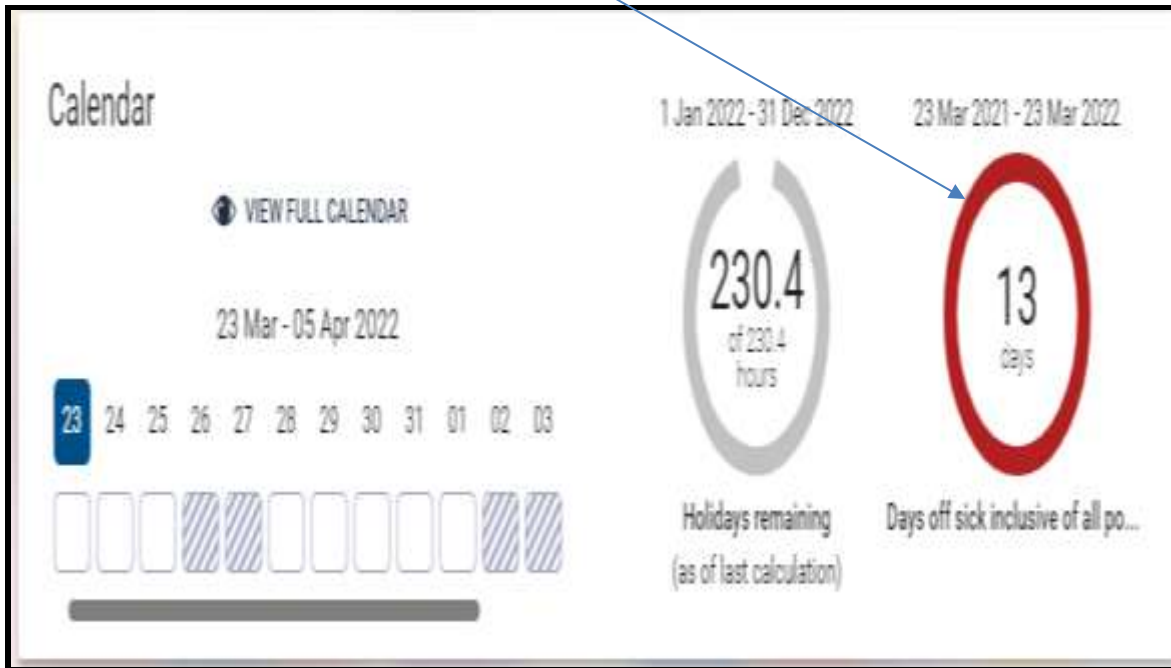 Calendar
VIEW FULL CALENDAR
23 Mar - 05 Apr 2022
23 24 25 26 27 28 29 30 31 01 02 03
1 Jan 2022 - 31 Dec 2022
230.4
of 230.4
hours
Holidays remaining
(as of last calculation)
23 Mar 2021 - 23 Mar 2022
13
days
Days off sick inclusive of all po...